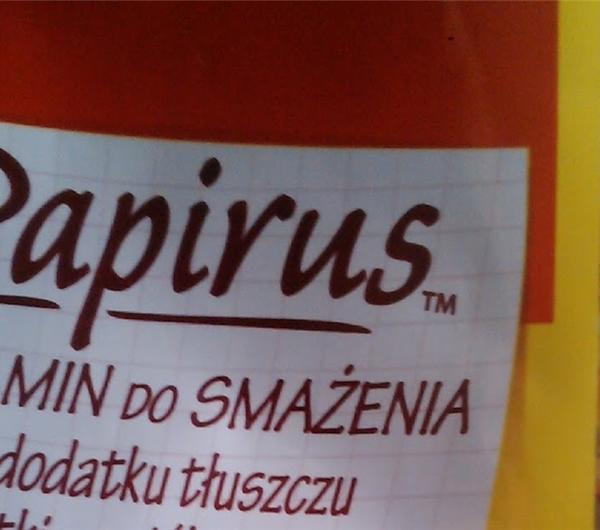 Papirus™
MIN DO SMAŻENIA
dodatku tłuszczu